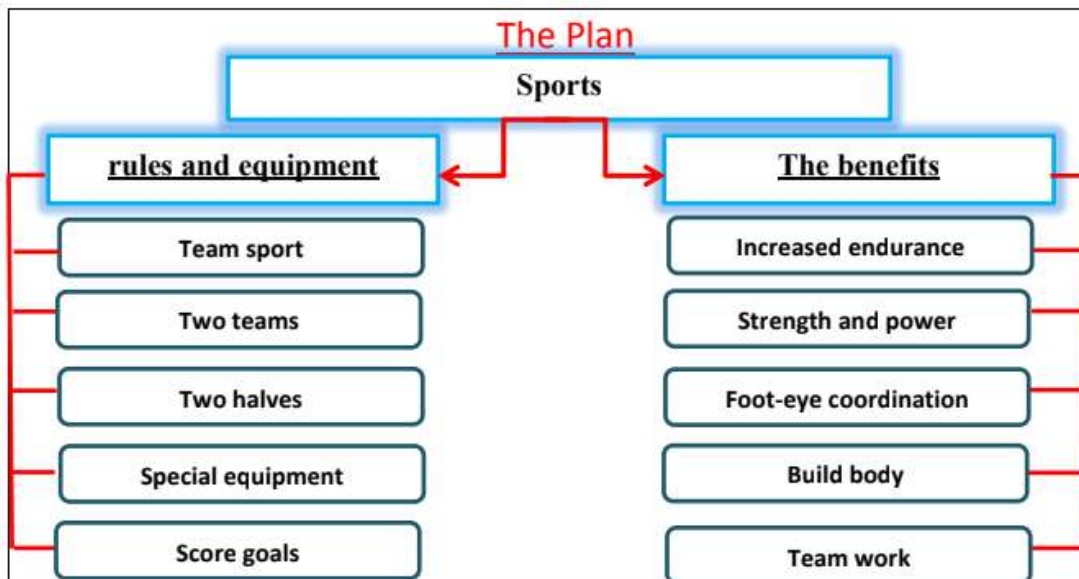 The Plan
Sports
rules and equipment
Team sport
Two teams
Two halves
Special equipment
Score goals
The benefits
Increased endurance
Strength and power
Foot-eye coordination
Build body
Team work